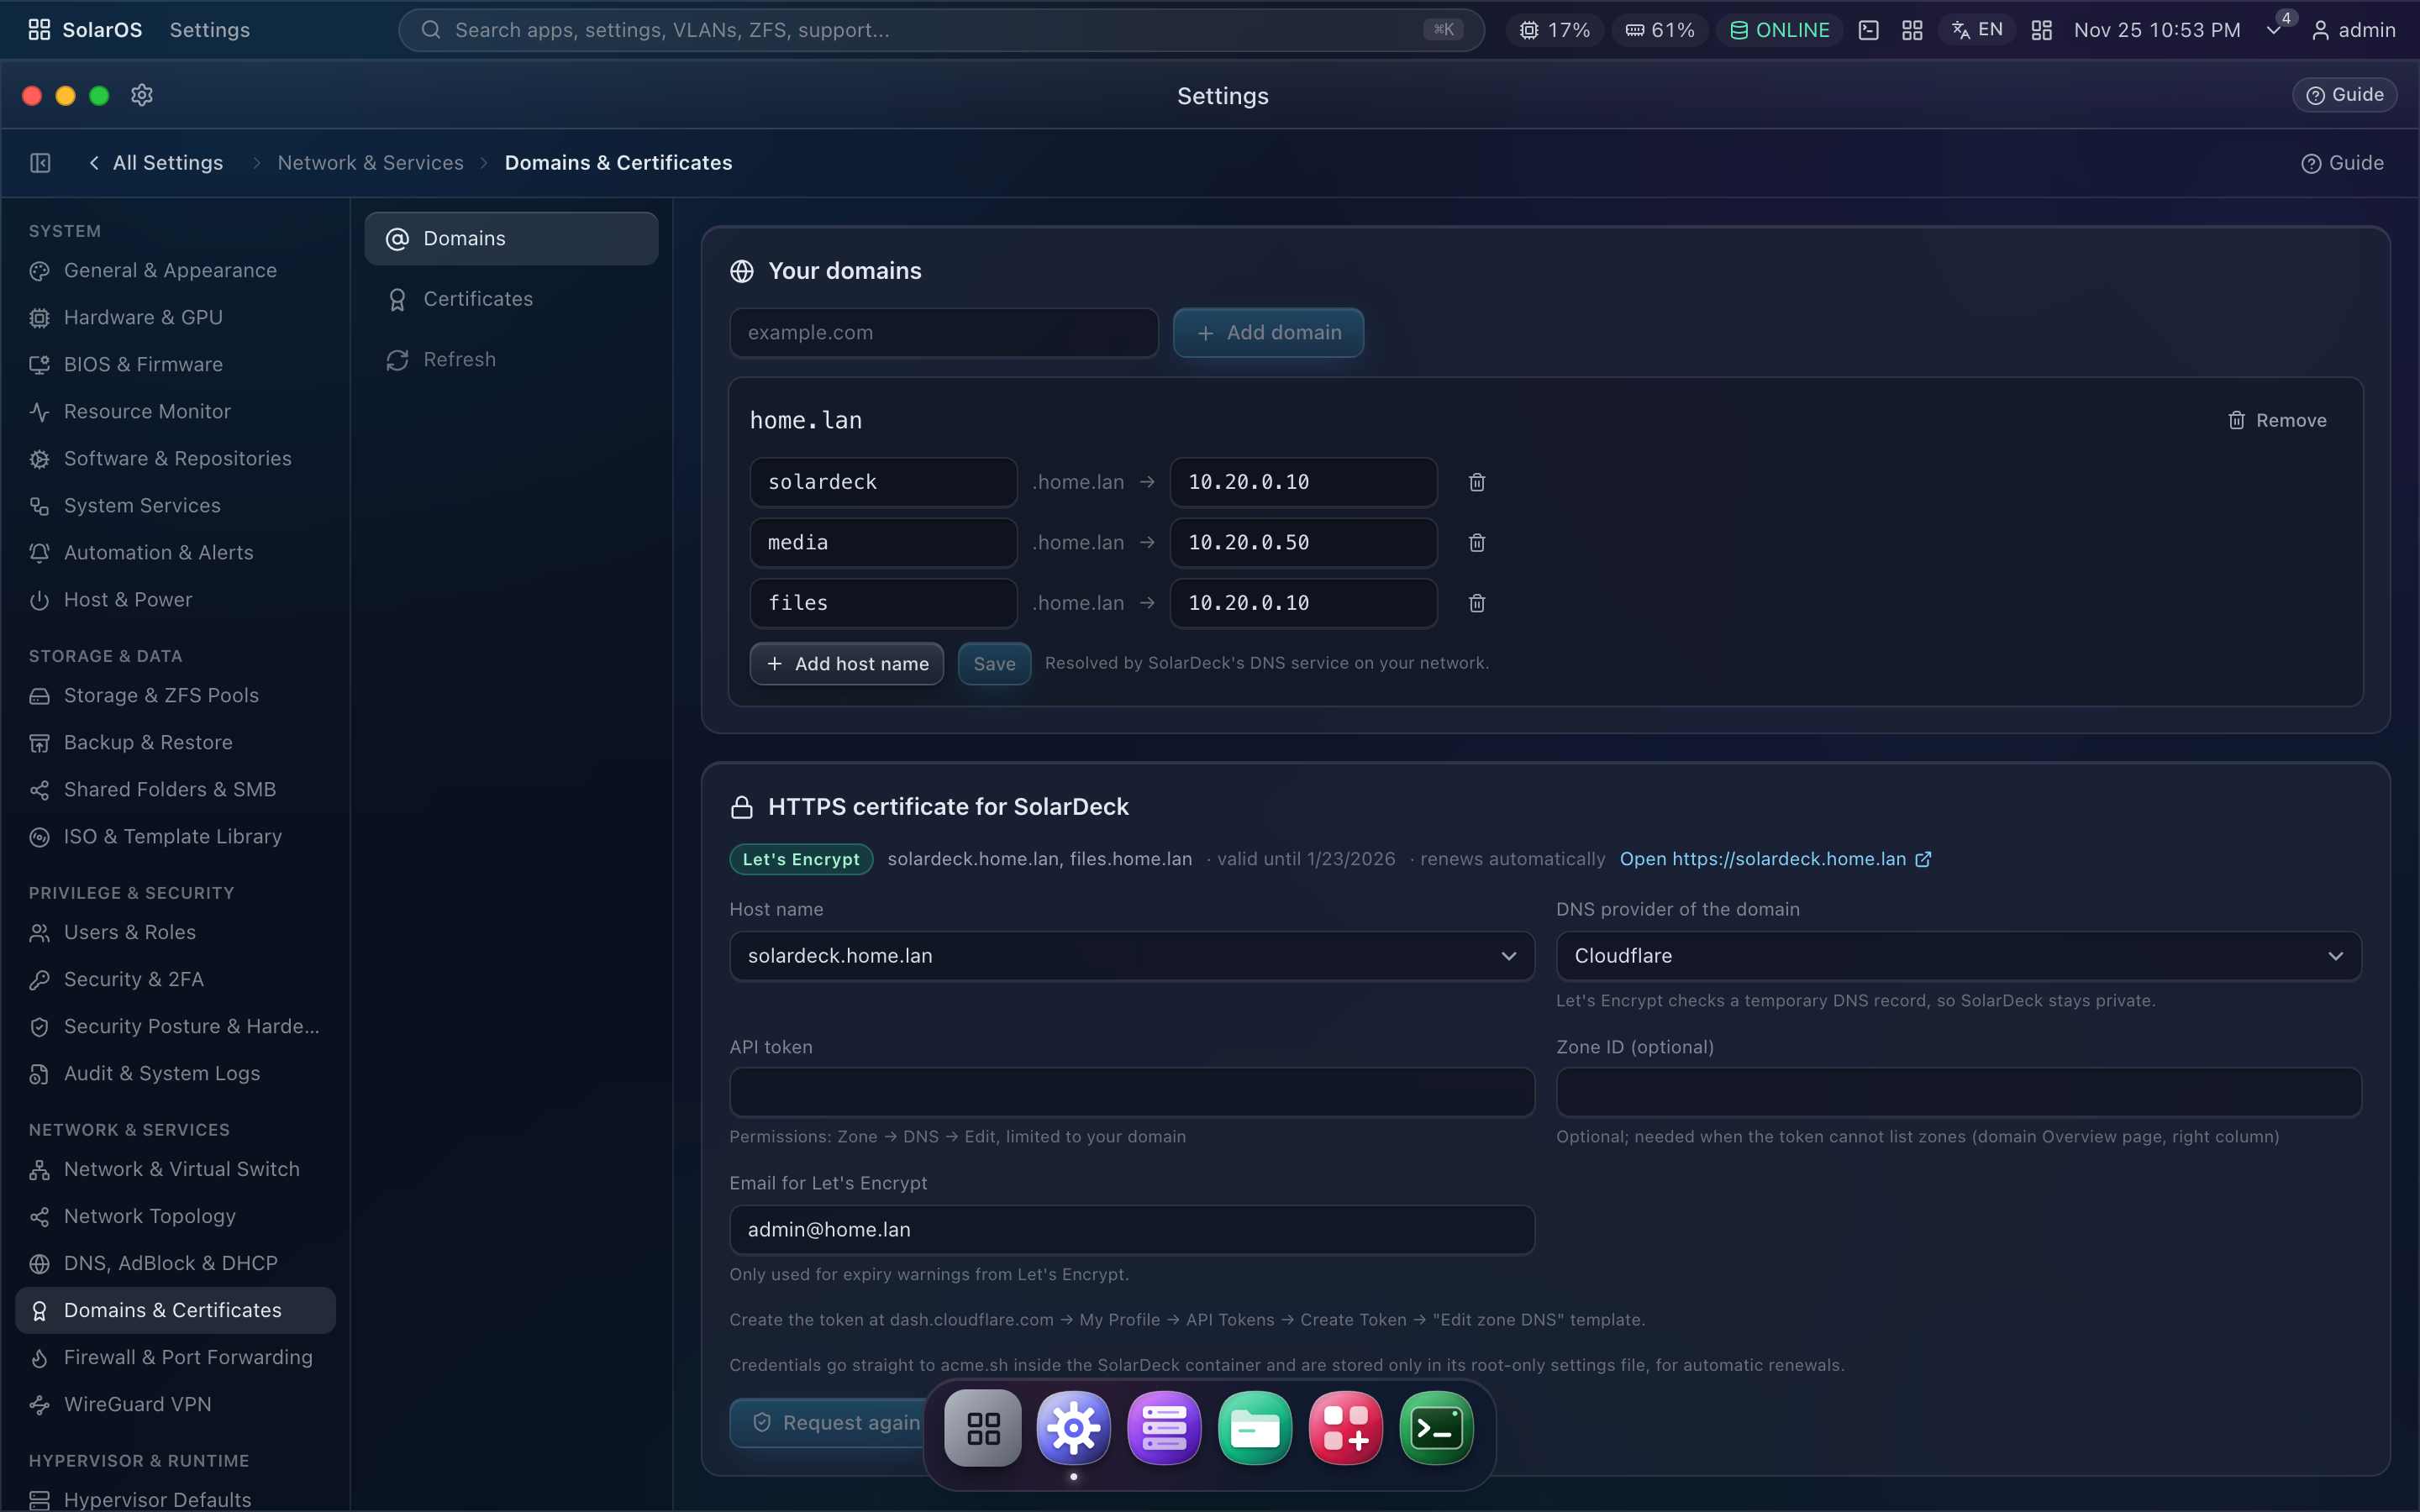 SolarOS Settings Search apps, settings, VLANs, ZFS, support... ⌘K 17% 61% ONLINE EN Nov 25 10:53 PM 4 admin
Settings Guide
All Settings > Network & Services > Domains & Certificates Guide
SYSTEM
General & Appearance
Hardware & GPU
BIOS & Firmware
Resource Monitor
Software & Repositories
System Services
Automation & Alerts
Host & Power
STORAGE & DATA
Storage & ZFS Pools
Backup & Restore
Shared Folders & SMB
ISO & Template Library
PRIVILEGE & SECURITY
Users & Roles
Security & 2FA
Security Posture & Harde...
Audit & System Logs
NETWORK & SERVICES
Network & Virtual Switch
Network Topology
DNS, AdBlock & DHCP
Domains & Certificates
Firewall & Port Forwarding
WireGuard VPN
HYPERVISOR & RUNTIME
Hypervisor Defaults
Domains
Certificates
Refresh
Your domains
example.com + Add domain
home.lan Remove
solardeck .home.lan → 10.20.0.10
media .home.lan → 10.20.0.50
files .home.lan → 10.20.0.10
+ Add host name Save Resolved by SolarDeck's DNS service on your network.
HTTPS certificate for SolarDeck
Let's Encrypt solardeck.home.lan, files.home.lan · valid until 1/23/2026 · renews automatically Open https://solardeck.home.lan
Host name DNS provider of the domain
solardeck.home.lan Cloudflare
Let's Encrypt checks a temporary DNS record, so SolarDeck stays private.
API token Zone ID (optional)
Permissions: Zone → DNS → Edit, limited to your domain Optional; needed when the token cannot list zones (domain Overview page, right column)
Email for Let's Encrypt
admin@home.lan
Only used for expiry warnings from Let's Encrypt.
Create the token at dash.cloudflare.com → My Profile → API Tokens → Create Token → "Edit zone DNS" template.
Credentials go straight to acme.sh inside the SolarDeck container and are stored only in its root-only settings file, for automatic renewals.
Request again